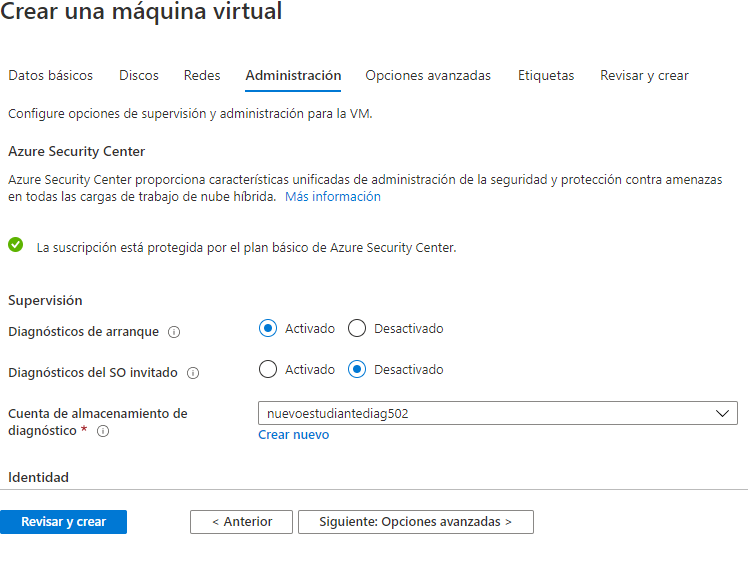 Crear una máquina virtual
Datos básicos Discos Redes Administración Opciones avanzadas Etiquetas Revisar y crear
Configure opciones de supervisión y administración para la VM.
Azure Security Center
Azure Security Center proporciona características unificadas de administración de la seguridad y protección contra amenazas
en todas las cargas de trabajo de nube híbrida. Más información
La suscripción está protegida por el plan básico de Azure Security Center.
Supervisión
Diagnósticos de arranque Activado Desactivado
Diagnósticos del SO invitado Activado Desactivado
Cuenta de almacenamiento de
diagnóstico * nuevoestudiantediag502
Crear nuevo
Identidad
Revisar y crear < Anterior Siguiente: Opciones avanzadas >